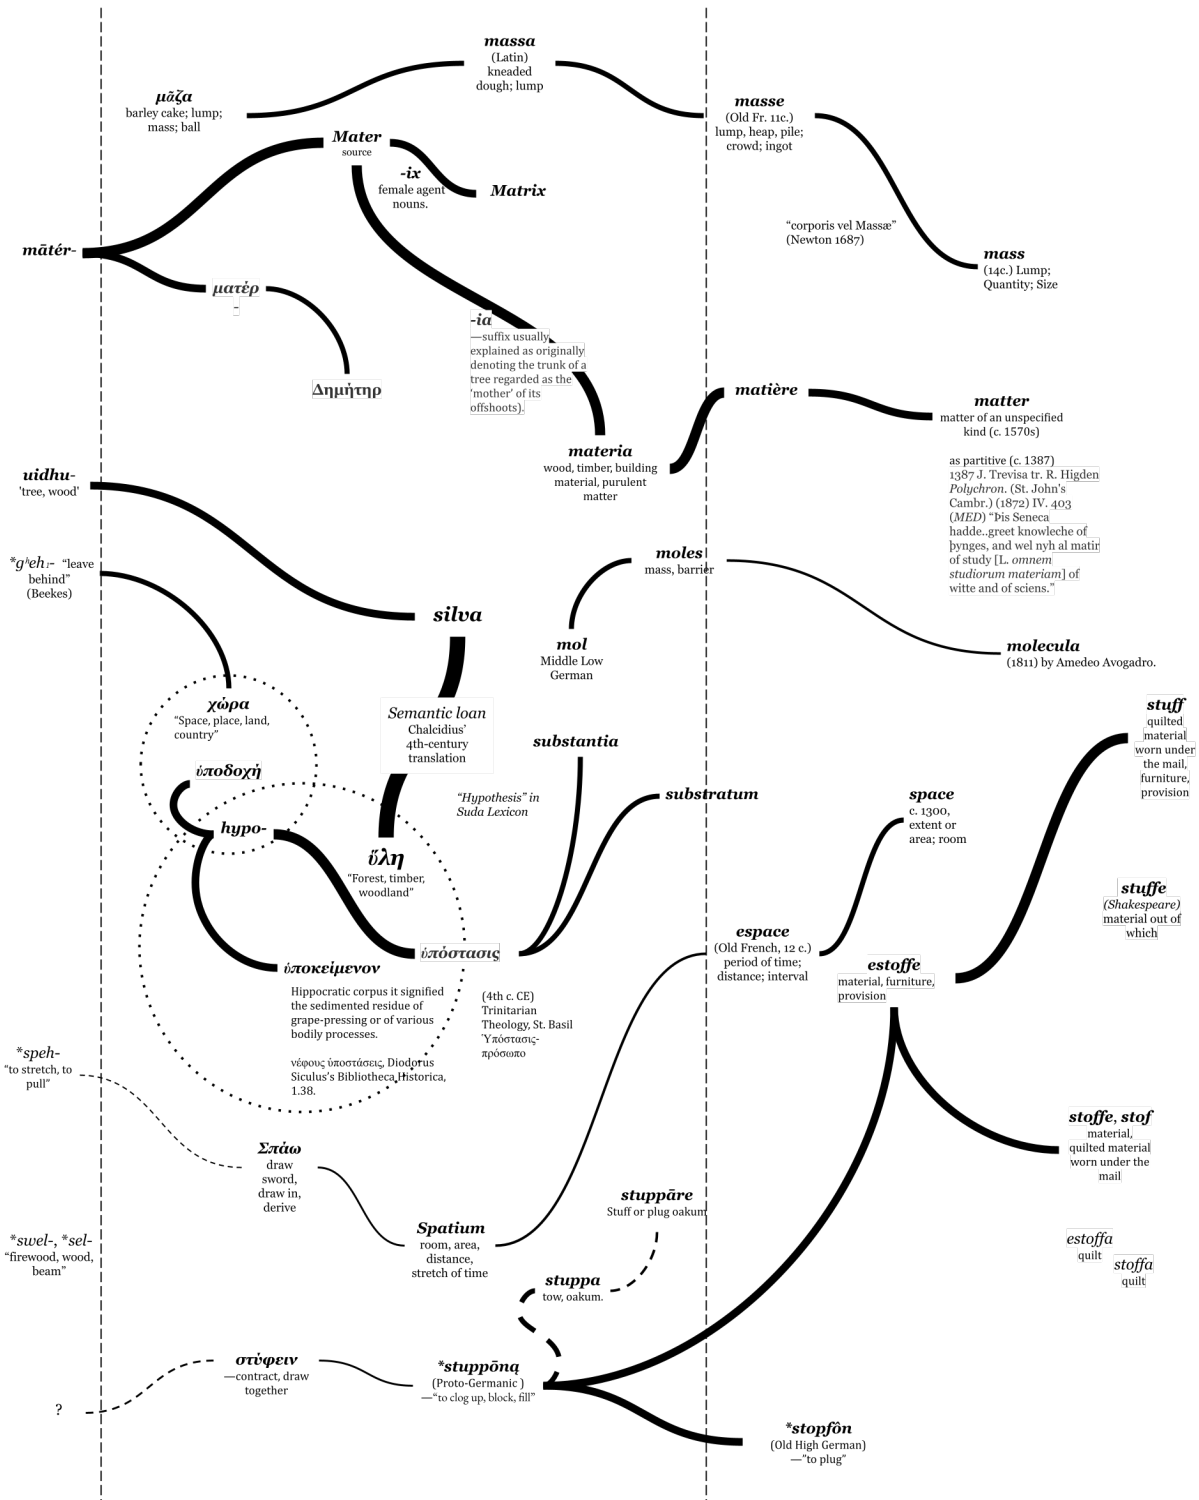 massa
(Latin)
kneaded
dough; lump
μᾶζα
barley cake; lump;
mass; ball
masse
(Old Fr. 11c.)
lump, heap, pile;
crowd; ingot
Mater
source
-ix
female agent
nouns.
Matrix
“corporis vel Massæ”
(Newton 1687)
mass
(14c.) Lump;
Quantity; Size
mātér-
ματέρ
-
Δημήτηρ
-ia
—suffix usually
explained as originally
denoting the trunk of a
tree regarded as the
‘mother’ of its
offshoots).
matière
matter
matter of an unspecified
kind (c. 1570s)
as partitive (c. 1387)
1387 J. Trevisa tr. R. Higden
Polychron. (St. John's
Cambr.) (1872) IV. 403
(MED) “Þis Seneca
hadde..greet knowleche of
þynges, and wel nyh al matir
of study [L. omnem
studiorum materiam] of
witte and of sciens.”
materia
wood, timber, building
material, purulent
matter
uidhu-
'tree, wood'
*gʰeh₁- “leave
behind”
(Beekes)
moles
mass, barrier
silva
mol
Middle Low
German
molecula
(1811) by Amedeo Avogadro.
χώρα
“Space, place, land,
country”
Semantic loan
Chalcidius’
4th-century
translation
substantia
stuff
quilted
material
worn under
the mail,
furniture,
provision
ὑποδοχή
“Hypothesis” in
Suda Lexicon
substratum
space
c. 1300,
extent or
area; room
hypo-
ὕλη
“Forest, timber,
woodland”
stuffe
(Shakespeare)
material out of
which
espace
(Old French, 12 c.)
period of time;
distance; interval
ὑπόστασις
estoffe
material, furniture,
provision
ὑποκείμενον
Hippocratic corpus it signified
the sedimented residue of
grape-pressing or of various
bodily processes.
νέφους ὑποστάσεις, Diodorus
Siculus’s Bibliotheca Historica,
1.38.
(4th c. CE)
Trinitarian
Theology, St. Basil
Ὑπόστασις-
πρόσωπο
*speh-
“to stretch, to
pull”
Σπάω
draw
sword,
draw in,
derive
stoffe, stof
material,
quilted material
worn under the
mail
stuppāre
Stuff or plug oakum
Spatium
room, area,
distance,
stretch of time
*swel-, *sel-
“firewood, wood,
beam”
estoffa
quilt
stoffa
quilt
stuppa
tow, oakum.
στύφειν
—contract, draw
together
*stuppōną
(Proto-Germanic )
—“to clog up, block, fill”
?
*stopfôn
(Old High German)
—”to plug”